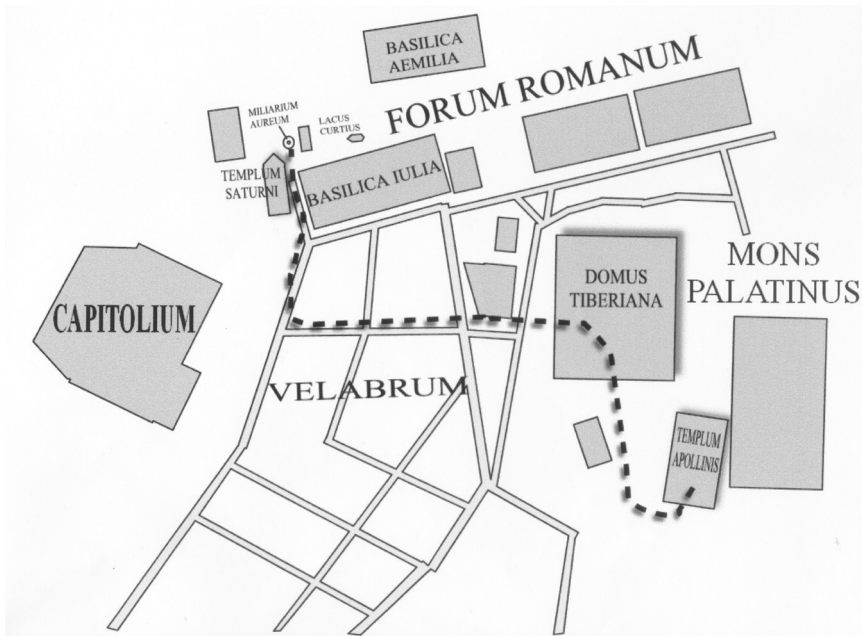 BASILICA
AEMILIA
FORUM ROMANUM
MILIARIUM
AUREUM
LACUS
CURTIUS
TEMPLUM
SATURNI
BASILICA IULIA
MONS
PALATINUS
DOMUS
TIBERIANA
CAPITOLIUM
VELABRUM
TEMPLUM
APOLLINIS